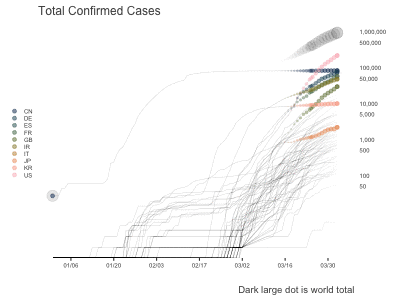 Total Confirmed Cases
1,000,000
500,000
100,000
50,000
10,000
5,000
1,000
500
100
50
CN
DE
ES
FR
GB
IR
IT
JP
KR
US
01/06 01/20 02/03 02/17 03/02 03/16 03/30
Dark large dot is world total